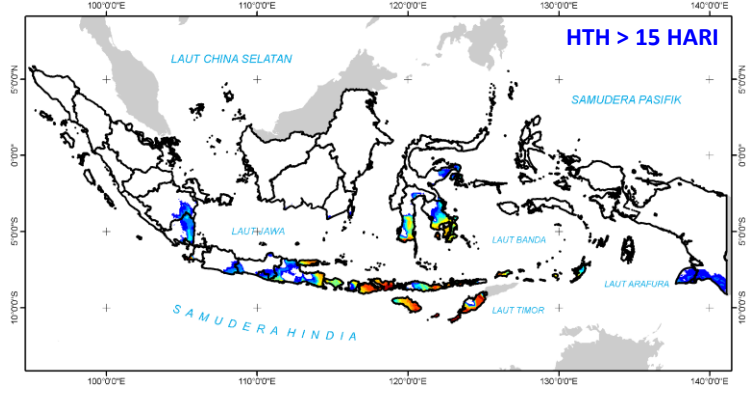 100°0'0"E 110°0'0"E 120°0'0"E 130°0'0"E 140°0'0"E
HTH > 15 HARI
LAUT CHINA SELATAN
5°0'0"N 5°0'0"N
SAMUDERA PASIFIK
0°0'0" 0°0'0"
LAUT JAWA
5°0'0"S 5°0'0"S
LAUT BANDA
LAUT ARAFURA
10°0'0"S 10°0'0"S
LAUT TIMOR
SAMUDERA HINDIA
100°0'0"E 110°0'0"E 120°0'0"E 130°0'0"E 140°0'0"E